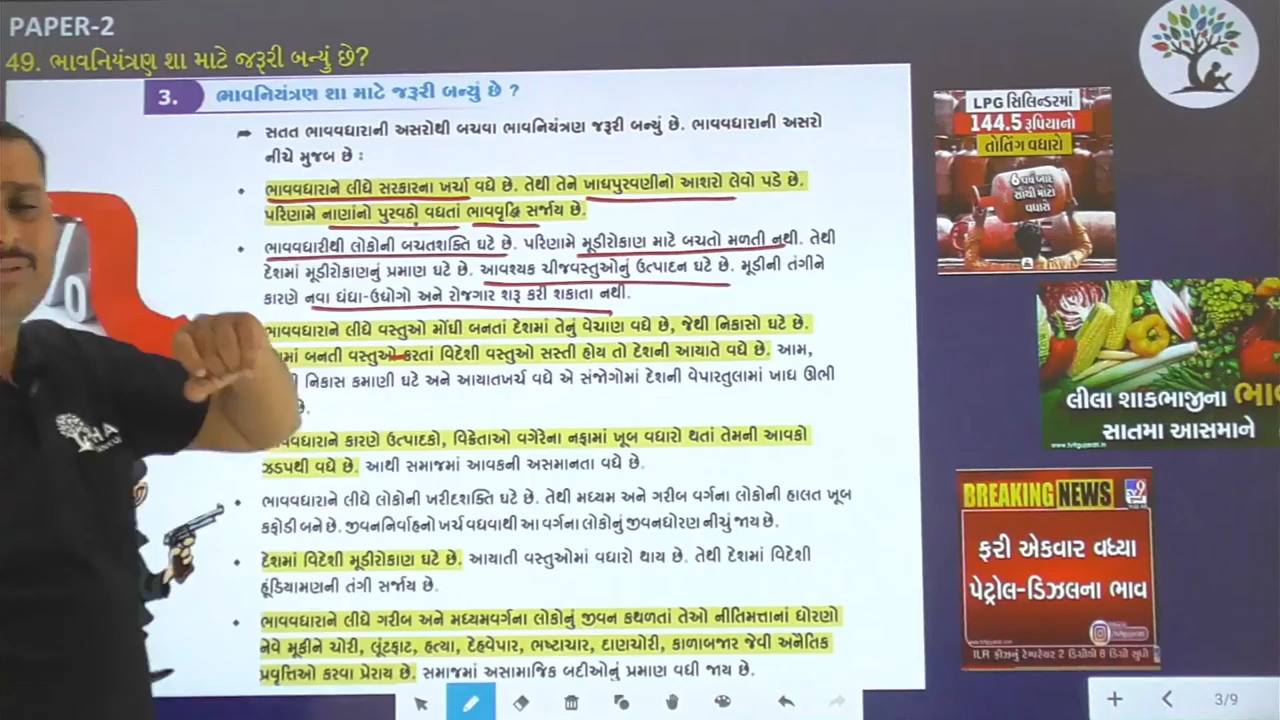 PAPER-2
49. ભાવનિયંત્રણ શા માટે જરૂરી બન્યું છે?
3. ભાવનિયંત્રણ શા માટે જરૂરી બન્યું છે ?
સતત ભાવવધારાની અસરોથી બચવા ભાવનિયંત્રણ જરૂરી બન્યું છે. ભાવવધારાની અસરો
નીચે મુજબ છે :
• ભાવવધારાને લીધે સરકારના ખર્ચા વધે છે. તેથી તેને ખાધપુરવણીનો આશરો લેવો પડે છે.
પરિણામે નાણાંનો પુરવઠો વધતાં ભાવવૃદ્ધિ સર્જાય છે.
• ભાવવધારીથી લોકોની બચતશક્તિ ઘટે છે. પરિણામે મૂડીરોકાણ માટે બચતો મળતી નથી. તેથી
દેશમાં મૂડીરોકાણનું પ્રમાણ ઘટે છે. આવશ્યક ચીજવસ્તુઓનું ઉત્પાદન ઘટે છે. મૂડીની તંગીને
કારણે નવા ધંધા-ઉદ્યોગો અને રોજગાર શરૂ કરી શકાતા નથી.
ભાવવધારાને લીધે વસ્તુઓ મોંઘી બનતાં દેશમાં તેનું વેચાણ વધે છે, જેથી નિકાસો ઘટે છે.
માં બનતી વસ્તુઓ કરતાં વિદેશી વસ્તુઓ સસ્તી હોય તો દેશની આયાતે વધે છે. આમ,
નિકાસ કમાણી ઘટે અને આયાતખર્ચ વધે એ સંજોગોમાં દેશની વેપારતુલામાં ખાધ ઊભી
છે.
વવધારાને કારણે ઉત્પાદકો, વિક્રેતાઓ વગેરેના નફામાં ખૂબ વધારો થતાં તેમની આવકો
ઝડપથી વધે છે. આથી સમાજમાં આવકની અસમાનતા વધે છે.
• ભાવવધારાને લીધે લોકોની ખરીદશક્તિ ઘટે છે. તેથી મધ્યમ અને ગરીબ વર્ગના લોકોની હાલત ખૂબ
કફોડી બને છે. જીવનનિર્વાહનો ખર્ચ વધવાથી આ વર્ગના લોકોનું જીવનધોરણ નીચું જાય છે.
• દેશમાં વિદેશી મૂડીરોકાણ ઘટે છે. આયાતી વસ્તુઓમાં વધારો થાય છે. તેથી દેશમાં વિદેશી
હૂંડિયામણની તંગી સર્જાય છે.
• ભાવવધારાને લીધે ગરીબ અને મધ્યમવર્ગના લોકોનું જીવન કથળતાં તેઓ નીતિમત્તાનાં ધોરણો
નેવે મૂકીને ચોરી, લૂંટફાટ, હત્યા, દેહવેપાર, ભષ્ટાચાર, દાણચોરી, કાળાબજાર જેવી અનૈતિક
પ્રવૃત્તિઓ કરવા પ્રેરાય છે. સમાજમાં અસામાજિક બદીઓનું પ્રમાણ વધી જાય છે.
LPG સિલિન્ડરમાં
144.5 રૂપિયાનો
તોતિંગ વધારો
6 વર્ષ બાદ
સૌથી મોટો
વધારો
લીલા શાકભાજીના ભા
સાતમા આસમાને
www.tv9gujarati.in
BREAKING NEWS
ફરી એકવાર વધ્યા
પેટ્રોલ-ડિઝલના ભાવ
3/9